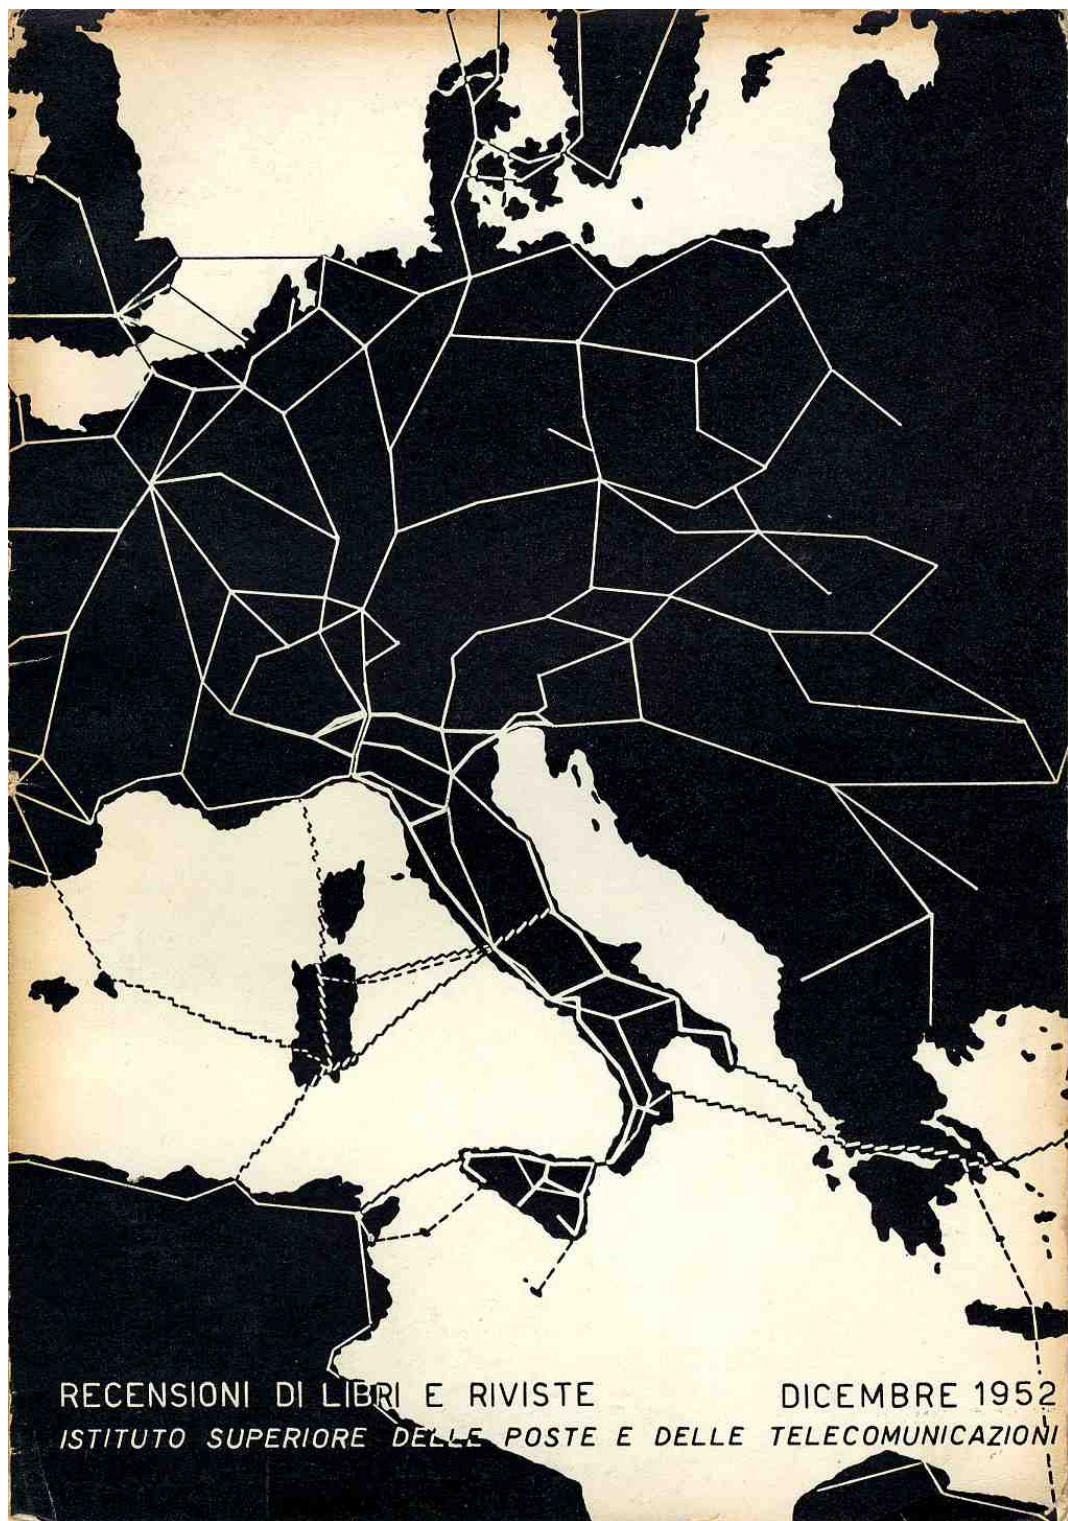 RECENSIONI DI LIBRI E RIVISTE DICEMBRE 1952
ISTITUTO SUPERIORE DELLE POSTE E DELLE TELECOMUNICAZIONI